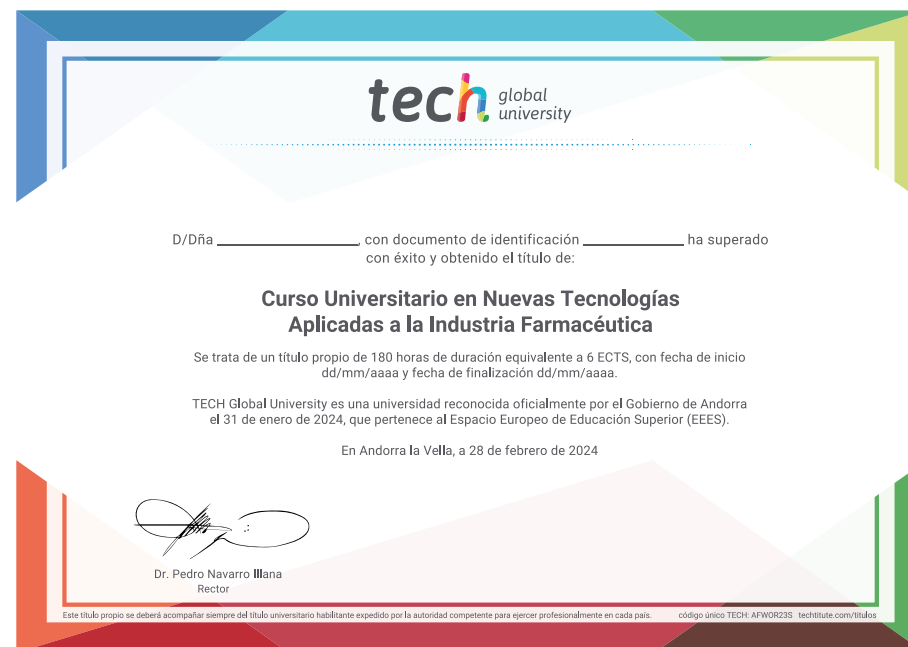 tech global university
D/Dña ____________________, con documento de identificación ______________ ha superado
con éxito y obtenido el título de:
Curso Universitario en Nuevas Tecnologías
Aplicadas a la Industria Farmacéutica
Se trata de un título propio de 180 horas de duración equivalente a 6 ECTS, con fecha de inicio
dd/mm/aaaa y fecha de finalización dd/mm/aaaa.
TECH Global University es una universidad reconocida oficialmente por el Gobierno de Andorra
el 31 de enero de 2024, que pertenece al Espacio Europeo de Educación Superior (EEES).
En Andorra la Vella, a 28 de febrero de 2024
Dr. Pedro Navarro Illana
Rector
Este título propio se deberá acompañar siempre del título universitario habilitante expedido por la autoridad competente para ejercer profesionalmente en cada país. código único TECH: AFWOR23S techtitute.com/titulos